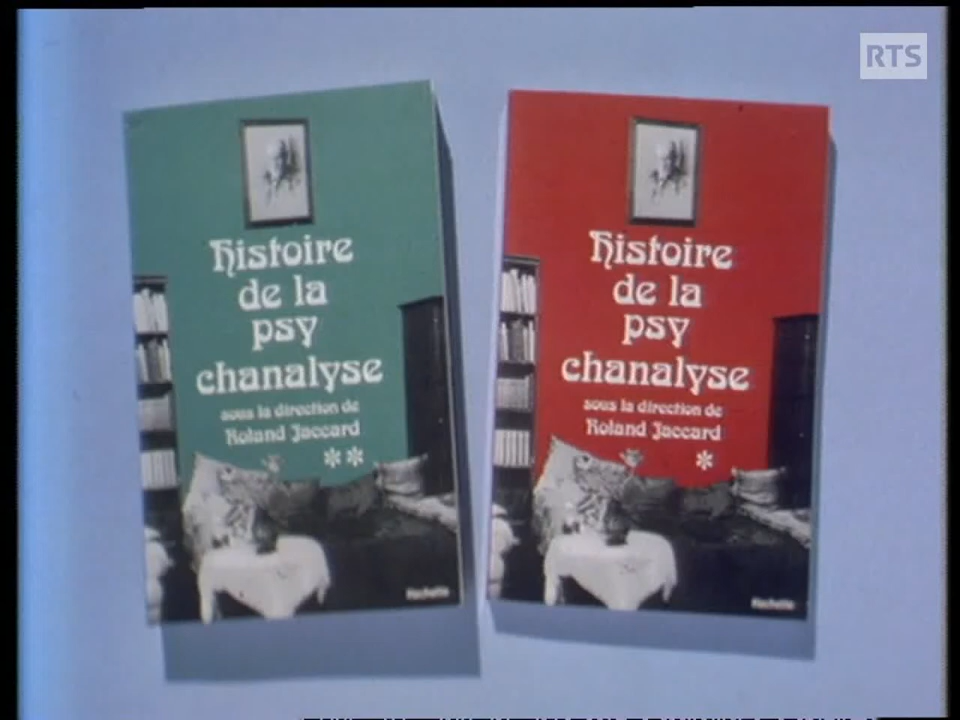 RTS
histoire
de la
psy
chanalyse
sous la direction de
Roland Jaccard
**
Hachette
histoire
de la
psy
chanalyse
sous la direction de
Roland Jaccard
*
Hachette